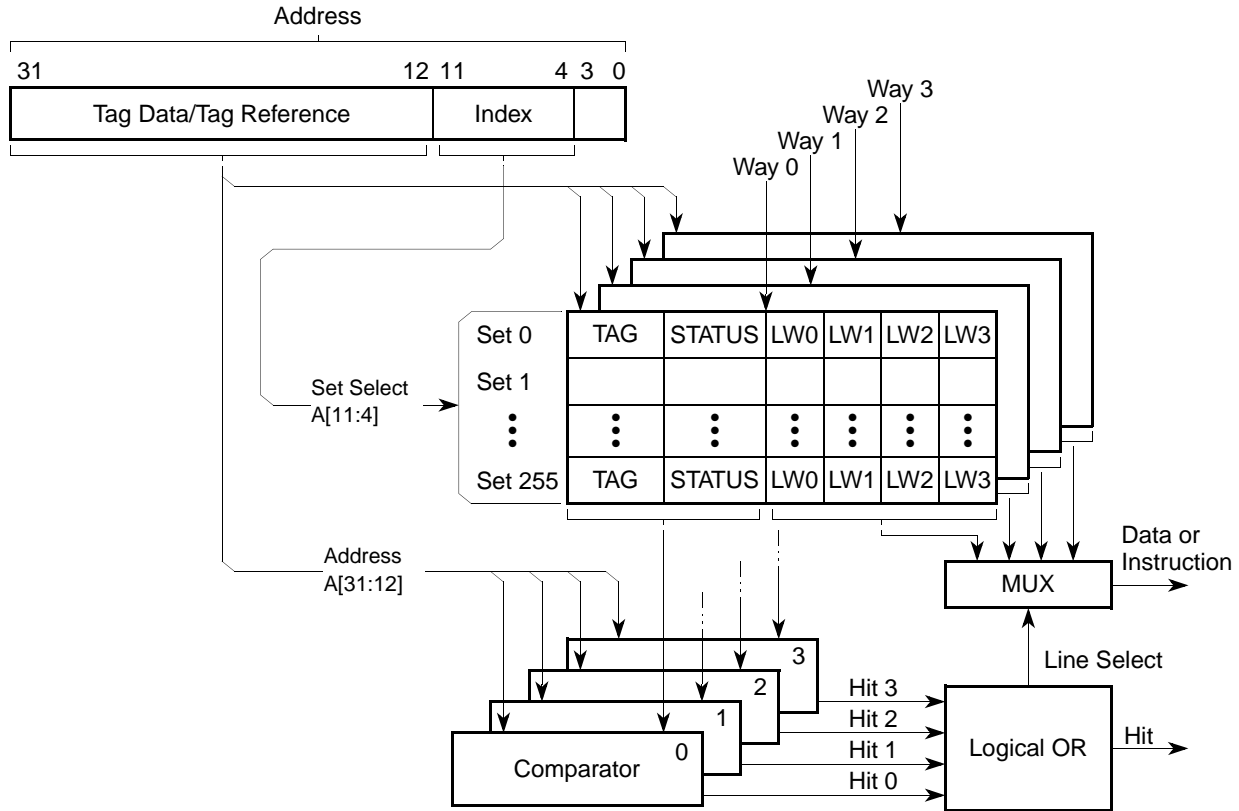 Address
31 12 11 4 3 0
Tag Data/Tag Reference Index
Way 3
Way 2
Way 1
Way 0
Set 0 TAG STATUS LW0 LW1 LW2 LW3
Set 1
Set Select
A[11:4]
Set 255 TAG STATUS LW0 LW1 LW2 LW3
Address
A[31:12]
Data or
Instruction
MUX
Line Select
3
2
1
0
Comparator
Hit 3
Hit 2
Hit 1
Hit 0
Logical OR
Hit